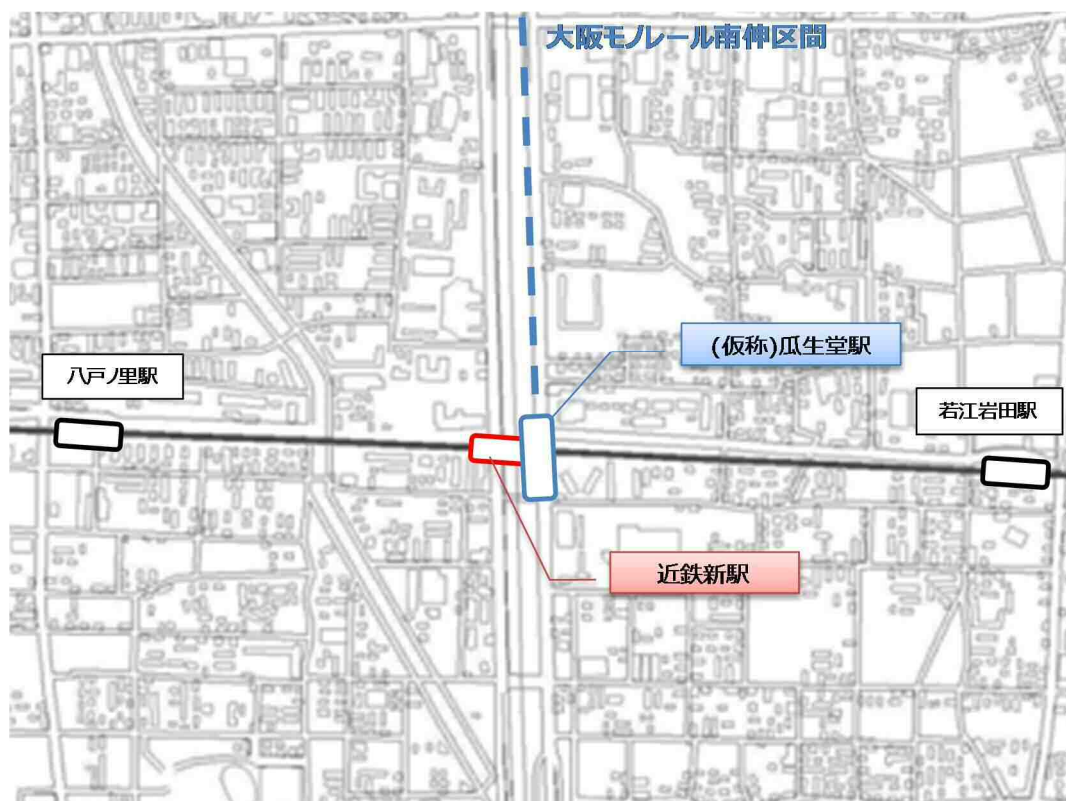 大阪モノレール南伸区間
(仮称)瓜生堂駅
八戸ノ里駅
若江岩田駅
近鉄新駅